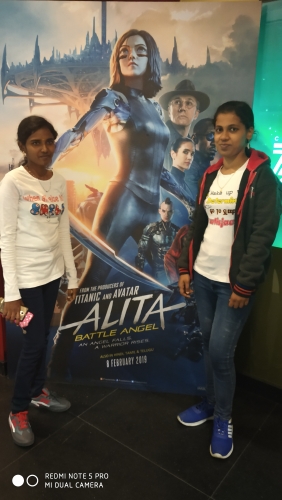 FROM THE PRODUCERS OF
TITANIC AND AVATAR
ALITA
BATTLE ANGEL
AN ANGEL FALLS
A WARRIOR RISES
8 FEBRUARY 2019
REDMI NOTE 5 PRO
MI DUAL CAMERA